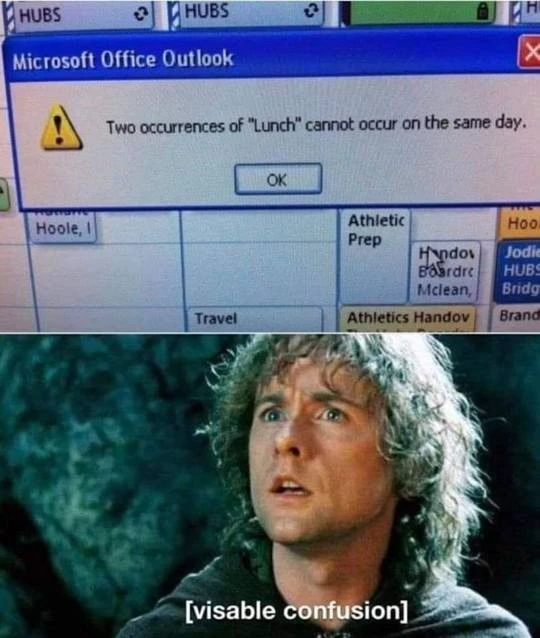 HUBS
HUBS
Microsoft Office Outlook
Two occurrences of "Lunch" cannot occur on the same day.
OK
Hoole, I
Athletic
Prep
Hoo
Handov
Boardrc
Mclean,
Jodie
HUBS
Bridg
Travel
Athletics Handov
Brand
[visable confusion]